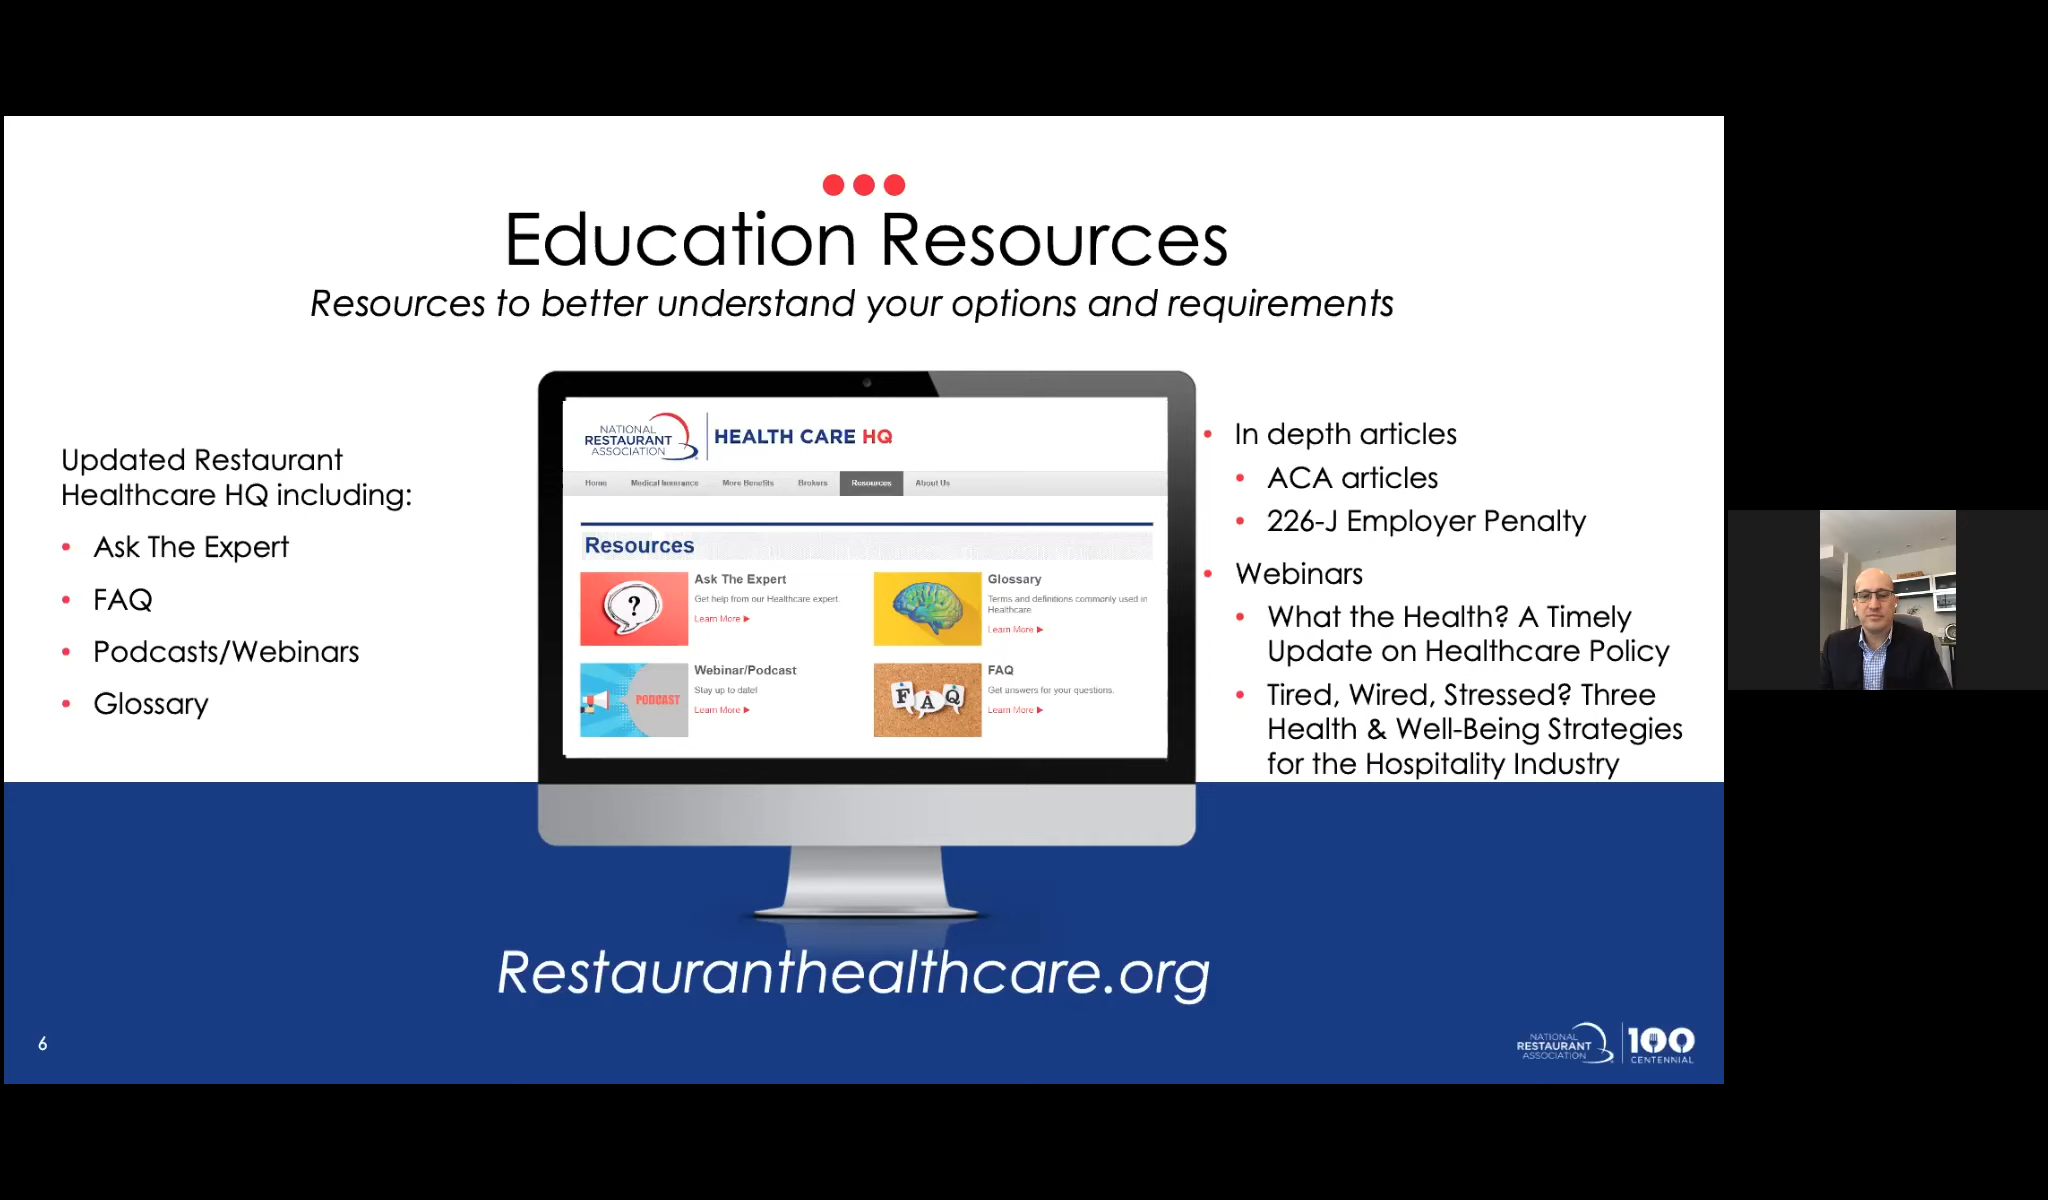 Education Resources
Resources to better understand your options and requirements
Updated Restaurant
Healthcare HQ including:
• Ask The Expert
• FAQ
• Podcasts/Webinars
• Glossary
NATIONAL
RESTAURANT
ASSOCIATION
HEALTH CARE HQ
Home Medical Insurance More Benefits Brokers Resources About Us
Resources
?
Ask The Expert
Get help from our Healthcare expert.
Learn More ▶
Glossary
Terms and definitions commonly used in
Healthcare
Learn More ▶
PODCAST
Webinar/Podcast
Stay up to date!
Learn More ▶
FAQ
FAQ
Get answers for your questions.
Learn More ▶
• In depth articles
• ACA articles
• 226-J Employer Penalty
• Webinars
• What the Health? A Timely
Update on Healthcare Policy
• Tired, Wired, Stressed? Three
Health & Well-Being Strategies
for the Hospitality Industry
Restauranthealthcare.org
6
NATIONAL
RESTAURANT
ASSOCIATION
100
CENTENNIAL